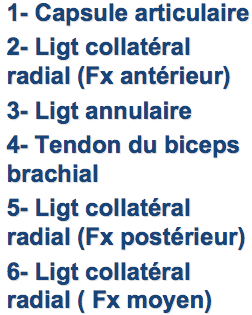 1- Capsule articulaire
2- Ligt collatéral
radial (Fx antérieur)
3- Ligt annulaire
4- Tendon du biceps
brachial
5- Ligt collatéral
radial (Fx postérieur)
6- Ligt collatéral
radial ( Fx moyen)